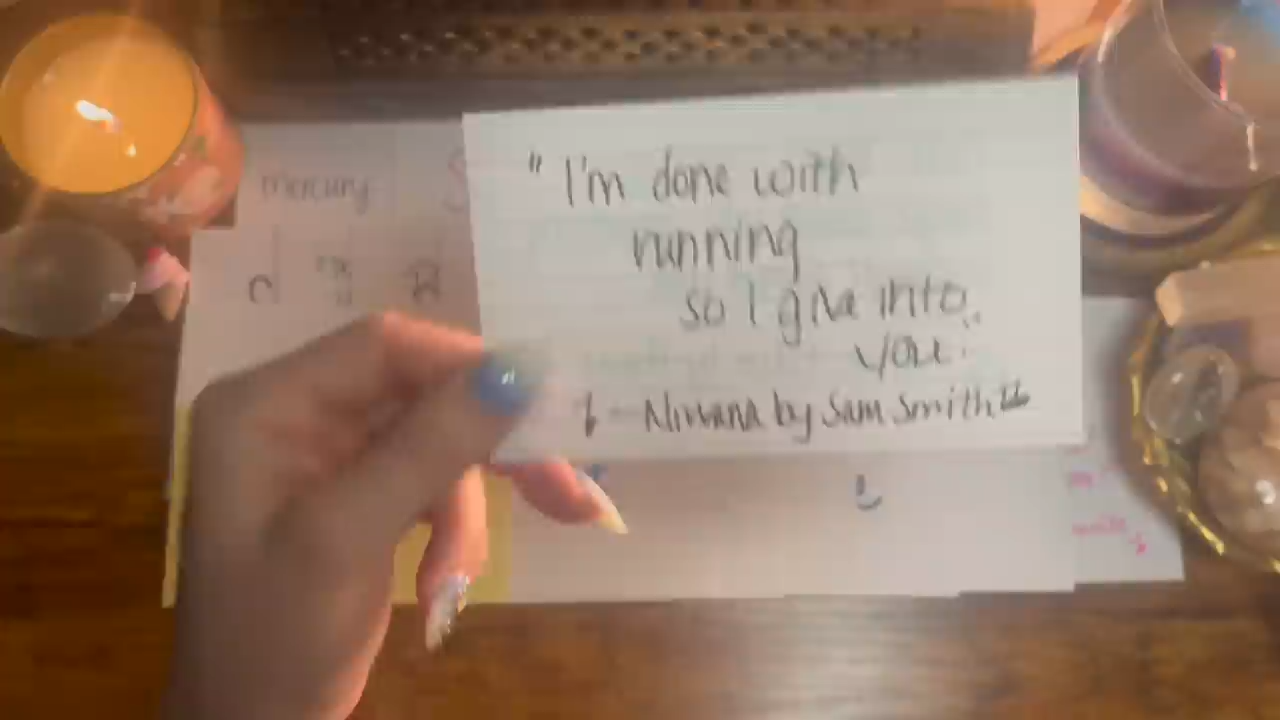 mercury
S
"I'm done with
running
so I give into
you."
- Nirvana by Sam Smith